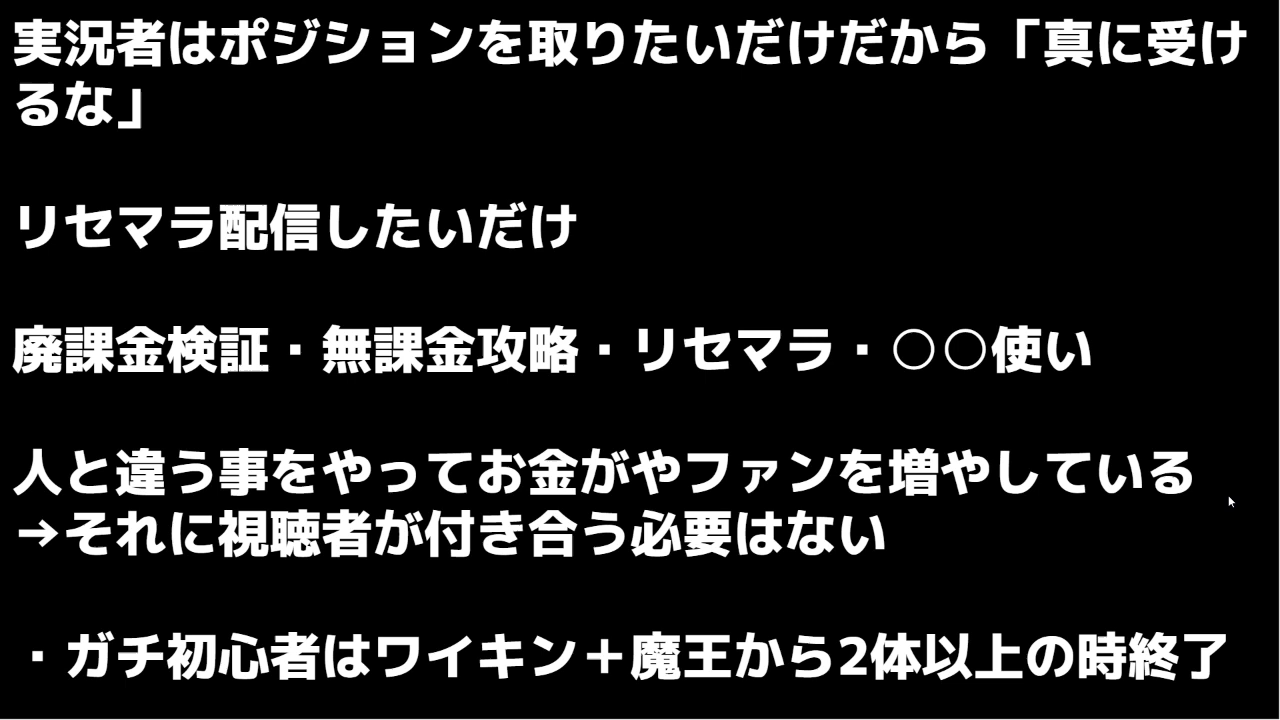 実況者はポジションを取りたいだけだから「真に受け
るな」
リセマラ配信したいだけ
廃課金検証・無課金攻略・リセマラ・○○使い
人と違う事をやってお金がやファンを増やしている
→それに視聴者が付き合う必要はない
・ガチ初心者はワイキン＋魔王から2体以上の時終了